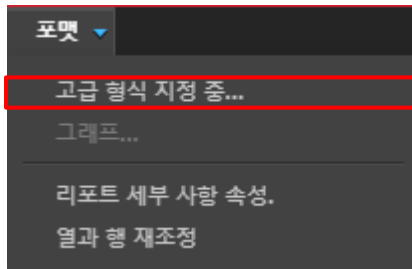 포맷
고급 형식 지정 중...
그래프...
리포트 세부 사항 속성.
열과 행 재조정